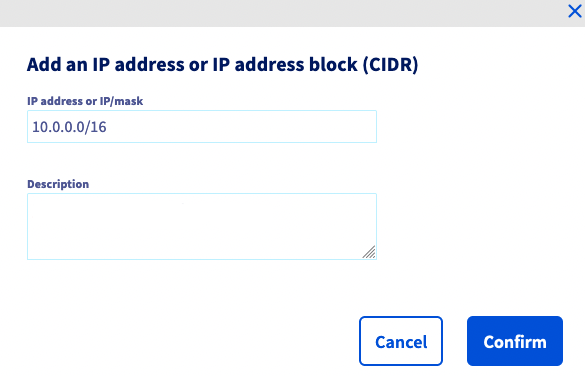 Add an IP address or IP address block (CIDR)
IP address or IP/mask
10.0.0.0/16
Description
Cancel
Confirm